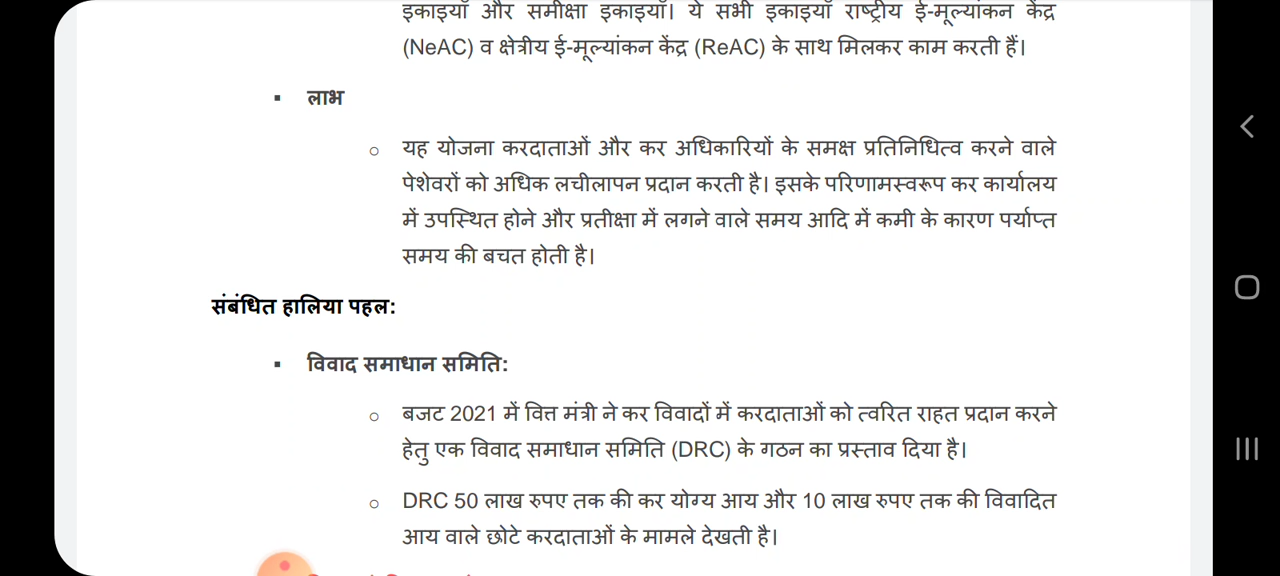 इकाइयाँ और समीक्षा इकाइयाँ। ये सभी इकाइयाँ राष्ट्रीय ई-मूल्यांकन केंद्र
(NeAC) व क्षेत्रीय ई-मूल्यांकन केंद्र (ReAC) के साथ मिलकर काम करती हैं।
▪ लाभ
○ यह योजना करदाताओं और कर अधिकारियों के समक्ष प्रतिनिधित्व करने वाले
पेशेवरों को अधिक लचीलापन प्रदान करती है। इसके परिणामस्वरूप कर कार्यालय
में उपस्थित होने और प्रतीक्षा में लगने वाले समय आदि में कमी के कारण पर्याप्त
समय की बचत होती है।
संबंधित हालिया पहल:
▪ विवाद समाधान समिति:
○ बजट 2021 में वित्त मंत्री ने कर विवादों में करदाताओं को त्वरित राहत प्रदान करने
हेतु एक विवाद समाधान समिति (DRC) के गठन का प्रस्ताव दिया है।
○ DRC 50 लाख रुपए तक की कर योग्य आय और 10 लाख रुपए तक की विवादित
आय वाले छोटे करदाताओं के मामले देखती है।